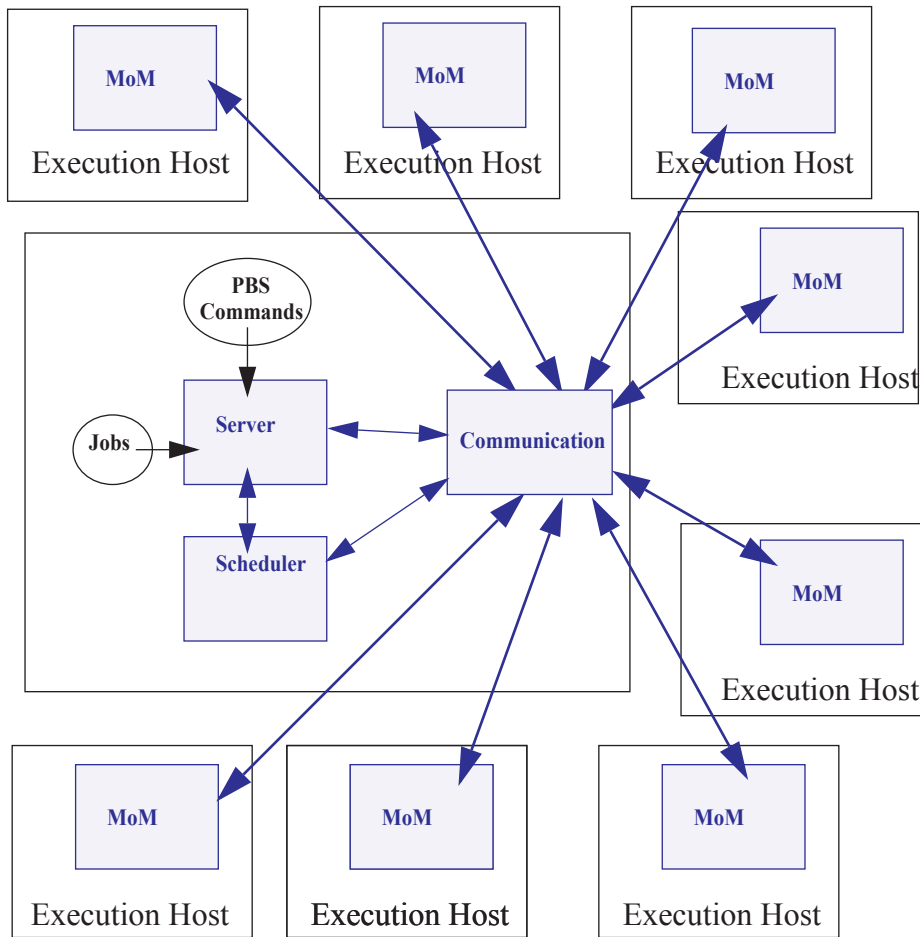 MoM
Execution Host
MoM
Execution Host
MoM
Execution Host
MoM
Execution Host
PBS
Commands
Server
Jobs
Communication
Scheduler
MoM
Execution Host
MoM
Execution Host
MoM
Execution Host
MoM
Execution Host